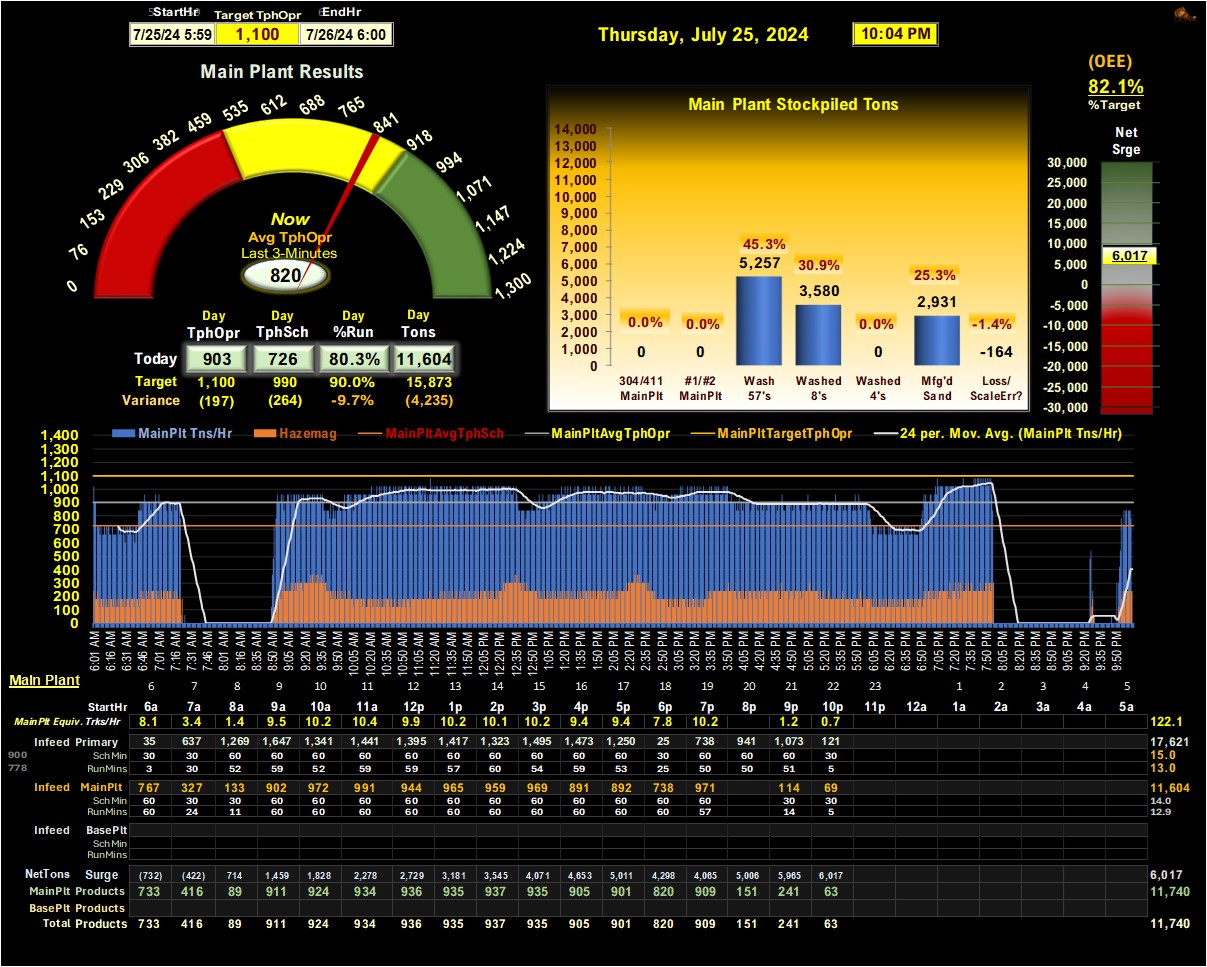 StartHr Target TphOpr EndHr
7/25/24 5:59 1,100 7/26/24 6:00
Thursday, July 25, 2024 10:04 PM
(OEE)
82.1%
%Target
Main Plant Results
0 76 153 229 306 382 459 535 612 688 765 841 918 994 1,071 1,147 1,224 1,300
Now
Avg TphOpr
Last 3-Minutes
820
Day Day Day Day
TphOpr TphSch %Run Tons
Today 903 726 80.3% 11,604
Target 1,100 990 90.0% 15,873
Variance (197) (264) -9.7% (4,235)
Main Plant Stockpiled Tons
14,000
13,000
12,000
11,000
10,000
9,000
8,000
7,000
6,000
5,000
4,000
3,000
2,000
1,000
0
0.0% 0.0% 45.3% 30.9% 0.0% 25.3% -1.4%
0 0 5,257 3,580 0 2,931 -164
304/411 #1/#2 Wash Washed Washed Mfg'd Loss/
MainPlt MainPlt 57's 8's 4's Sand ScaleErr?
Net
Srge
30,000
25,000
20,000
15,000
10,000
5,000
0
-5,000
-10,000
-15,000
-20,000
-25,000
-30,000
6,017
MainPlt Tns/Hr Hazemag MainPltAvgTphSch MainPltAvgTphOpr MainPltTargetTphOpr 24 per. Mov. Avg. (MainPlt Tns/Hr)
1,400
1,300
1,200
1,100
1,000
900
800
700
600
500
400
300
200
100
0
6:01 AM 6:16 AM 6:31 AM 6:46 AM 7:01 AM 7:16 AM 7:31 AM 7:46 AM 8:01 AM 8:20 AM 8:35 AM 8:50 AM 9:05 AM 9:20 AM 9:35 AM 9:50 AM 10:05 AM 10:20 AM 10:35 AM 10:50 AM 11:05 AM 11:20 AM 11:35 AM 11:50 AM 12:05 PM 12:20 PM 12:35 PM 12:50 PM 1:05 PM 1:20 PM 1:35 PM 1:50 PM 2:05 PM 2:20 PM 2:35 PM 2:50 PM 3:05 PM 3:20 PM 3:35 PM 3:50 PM 4:05 PM 4:20 PM 4:35 PM 4:50 PM 5:05 PM 5:20 PM 5:35 PM 5:50 PM 6:05 PM 6:20 PM 6:35 PM 6:50 PM 7:05 PM 7:20 PM 7:35 PM 7:50 PM 8:05 PM 8:20 PM 8:35 PM 8:50 PM 9:05 PM 9:20 PM 9:35 PM 9:50 PM
Main Plant
6 7 8 9 10 11 12 13 14 15 16 17 18 19 20 21 22 23 1 2 3 4 5
StartHr 6a 7a 8a 9a 10a 11a 12p 1p 2p 3p 4p 5p 6p 7p 8p 9p 10p 11p 12a 1a 2a 3a 4a 5a
MainPlt Equiv. Trks/Hr 8.1 3.4 1.4 9.5 10.2 10.4 9.9 10.2 10.1 10.2 9.4 9.4 7.8 10.2 1.2 0.7 122.1
Infeed Primary 35 637 1,269 1,647 1,341 1,441 1,395 1,417 1,323 1,495 1,473 1,250 25 738 941 1,073 121 17,621
900 Sch Min 30 30 60 60 60 60 60 60 60 60 60 60 30 60 60 60 30 15.0
778 RunMins 3 30 52 59 52 59 59 57 60 54 59 53 25 50 50 51 5 13.0
Infeed MainPlt 767 327 133 902 972 991 944 965 959 969 891 892 738 971 114 69 11,604
Sch Min 60 30 30 60 60 60 60 60 60 60 60 60 60 60 30 30 14.0
RunMins 60 24 11 60 60 60 60 60 60 60 60 60 60 57 14 5 12.9
Infeed BasePlt
Sch Min
RunMins
NetTons Surge (732) (422) 714 1,459 1,828 2,278 2,729 3,181 3,545 4,071 4,653 5,011 4,298 4,065 5,006 5,965 6,017 6,017
MainPlt Products 733 416 89 911 924 934 936 935 937 935 905 901 820 909 151 241 63 11,740
BasePlt Products
Total Products 733 416 89 911 924 934 936 935 937 935 905 901 820 909 151 241 63 11,740